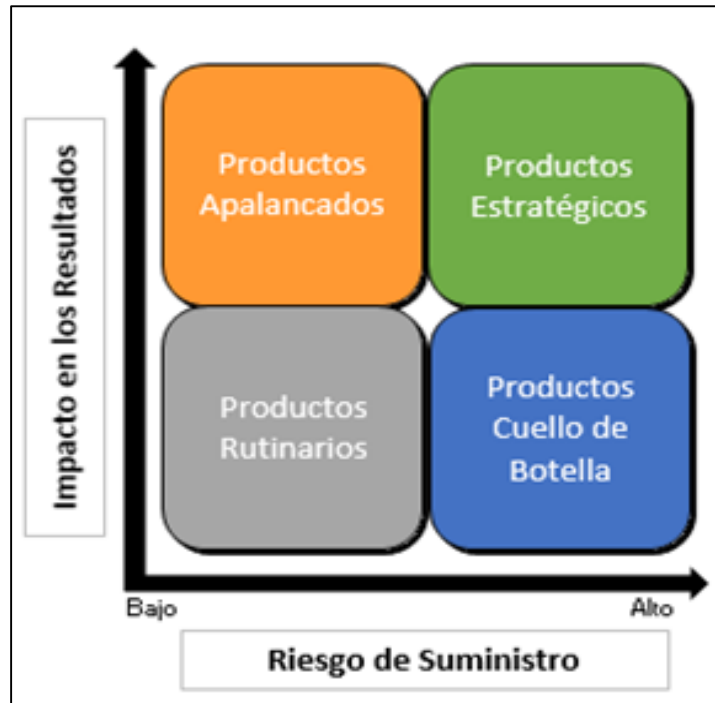 Impacto en los Resultados
Productos
Apalancados
Productos
Estratégicos
Productos
Rutinarios
Productos
Cuello de
Botella
Bajo
Alto
Riesgo de Suministro